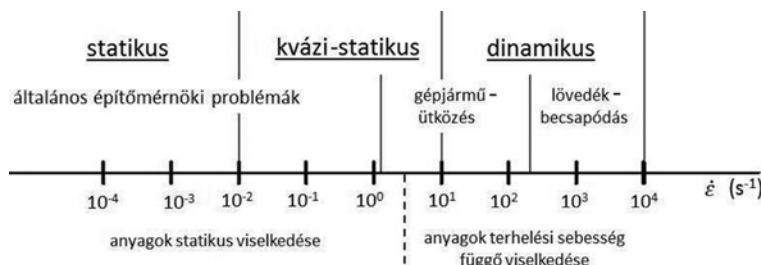 statikus kvázi-statikus dinamikus
általános építőmérnöki problémák
gépjármű-
ütközés
lövedék-
becsapódás
10⁻⁴ 10⁻³ 10⁻² 10⁻¹ 10⁰ 10¹ 10² 10³ 10⁴ ε̇ (s⁻¹)
anyagok statikus viselkedése
anyagok terhelési sebesség
függő viselkedése